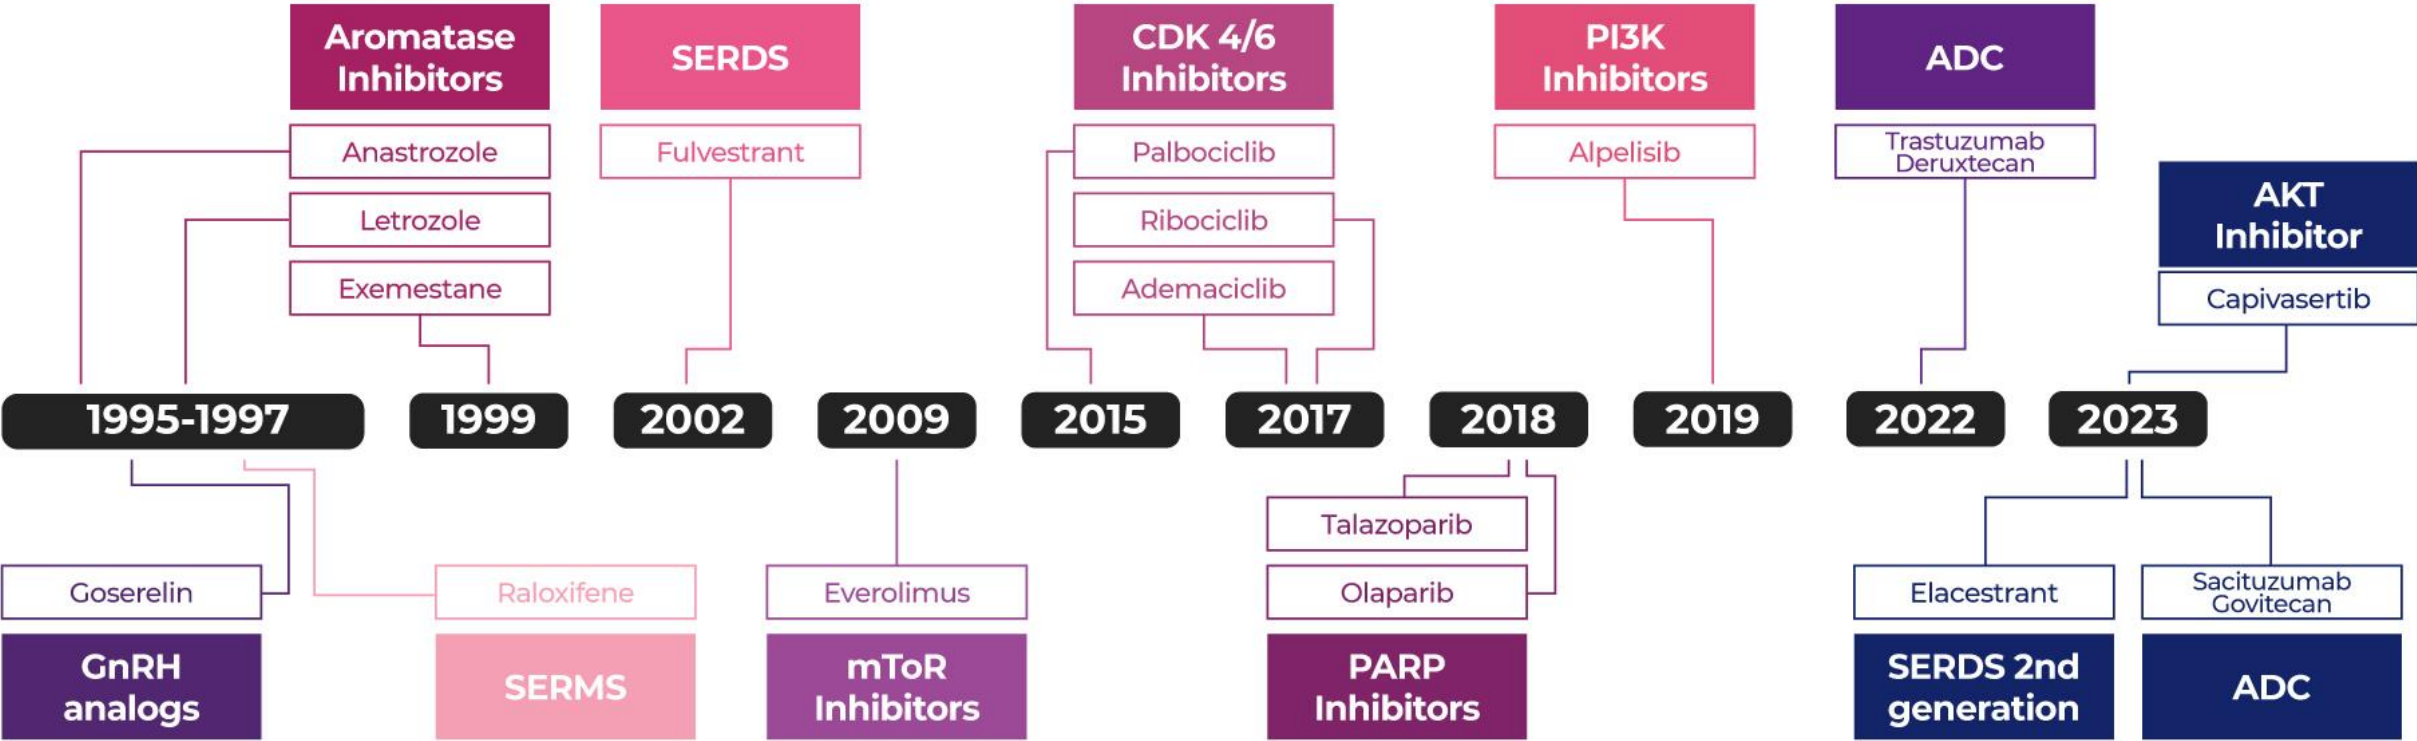 Aromatase
Inhibitors
Anastrozole
Letrozole
Exemestane
SERDS
Fulvestrant
CDK 4/6
Inhibitors
Palbociclib
Ribociclib
Ademaciclib
PI3K
Inhibitors
Alpelisib
ADC
Trastuzumab
Deruxtecan
AKT
Inhibitor
Capivasertib
1995-1997
1999
2002
2009
2015
2017
2018
2019
2022
2023
Goserelin
GnRH
analogs
Raloxifene
SERMS
Everolimus
mToR
Inhibitors
Talazoparib
Olaparib
PARP
Inhibitors
Elacestrant
SERDS 2nd
generation
Sacituzumab
Govitecan
ADC